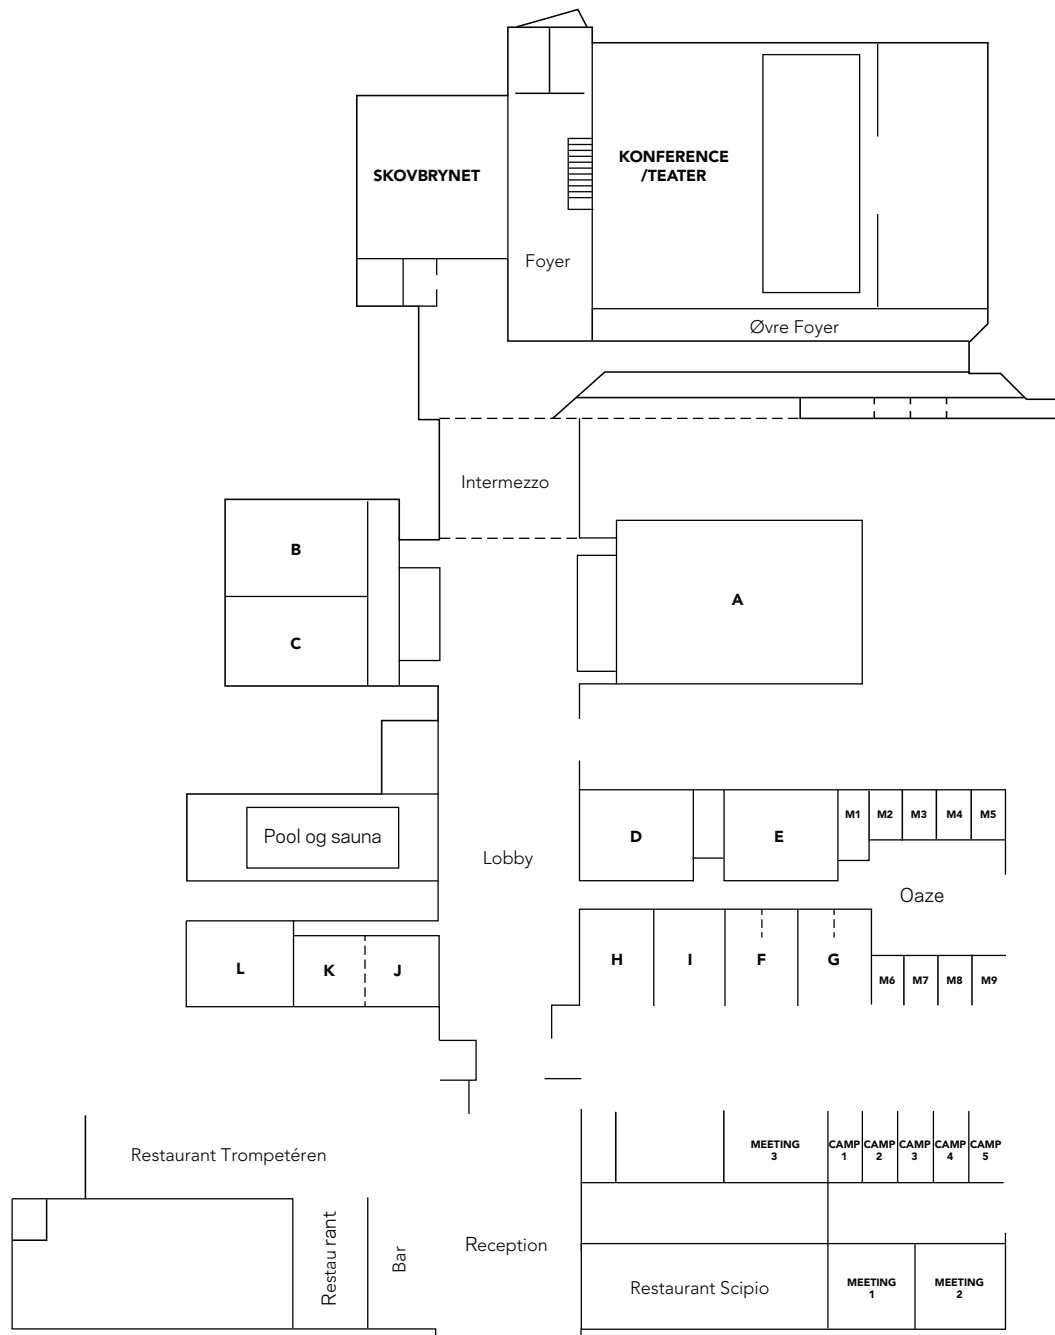 SKOVBRYNET
KONFERENCE
/TEATER
Foyer
Øvre Foyer
Intermezzo
B
A
C
M1
M2
M3
M4
M5
D
E
Pool og sauna
Lobby
Oaze
L
K
J
H
I
F
G
M6
M7
M8
M9
Restaurant Trompetéren
MEETING
3
CAMP
1
CAMP
2
CAMP
3
CAMP
4
CAMP
5
Restau rant
Bar
Reception
Restaurant Scipio
MEETING
1
MEETING
2